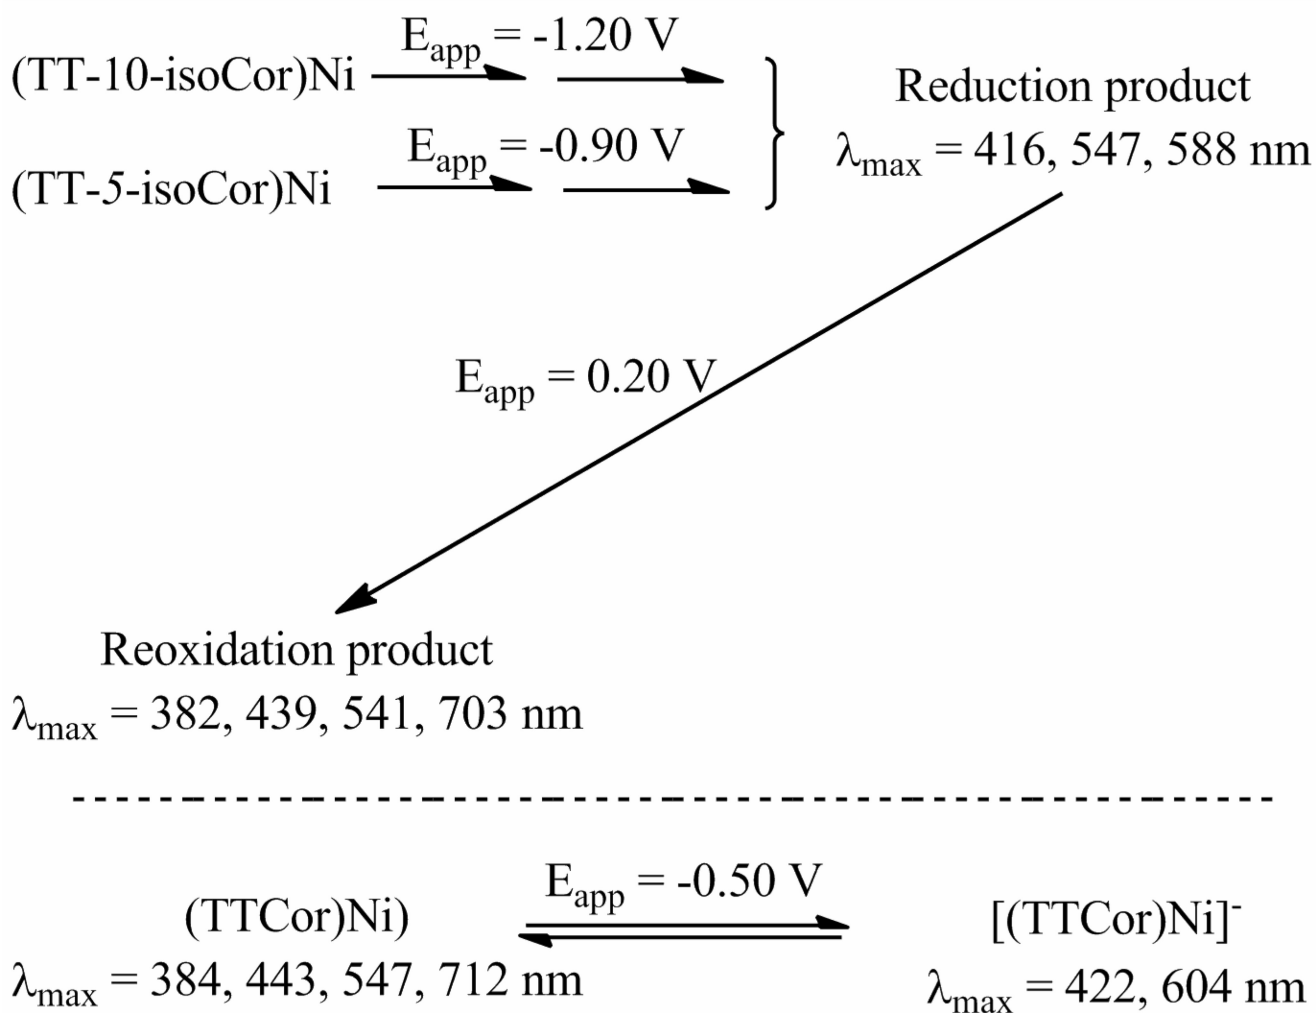 E_app = -1.20 V
(TT-10-isoCor)Ni
Reduction product
E_app = -0.90 V
λ_max = 416, 547, 588 nm
(TT-5-isoCor)Ni
E_app = 0.20 V
Reoxidation product
λ_max = 382, 439, 541, 703 nm
E_app = -0.50 V
(TTCor)Ni)
[(TTCor)Ni]⁻
λ_max = 384, 443, 547, 712 nm
λ_max = 422, 604 nm